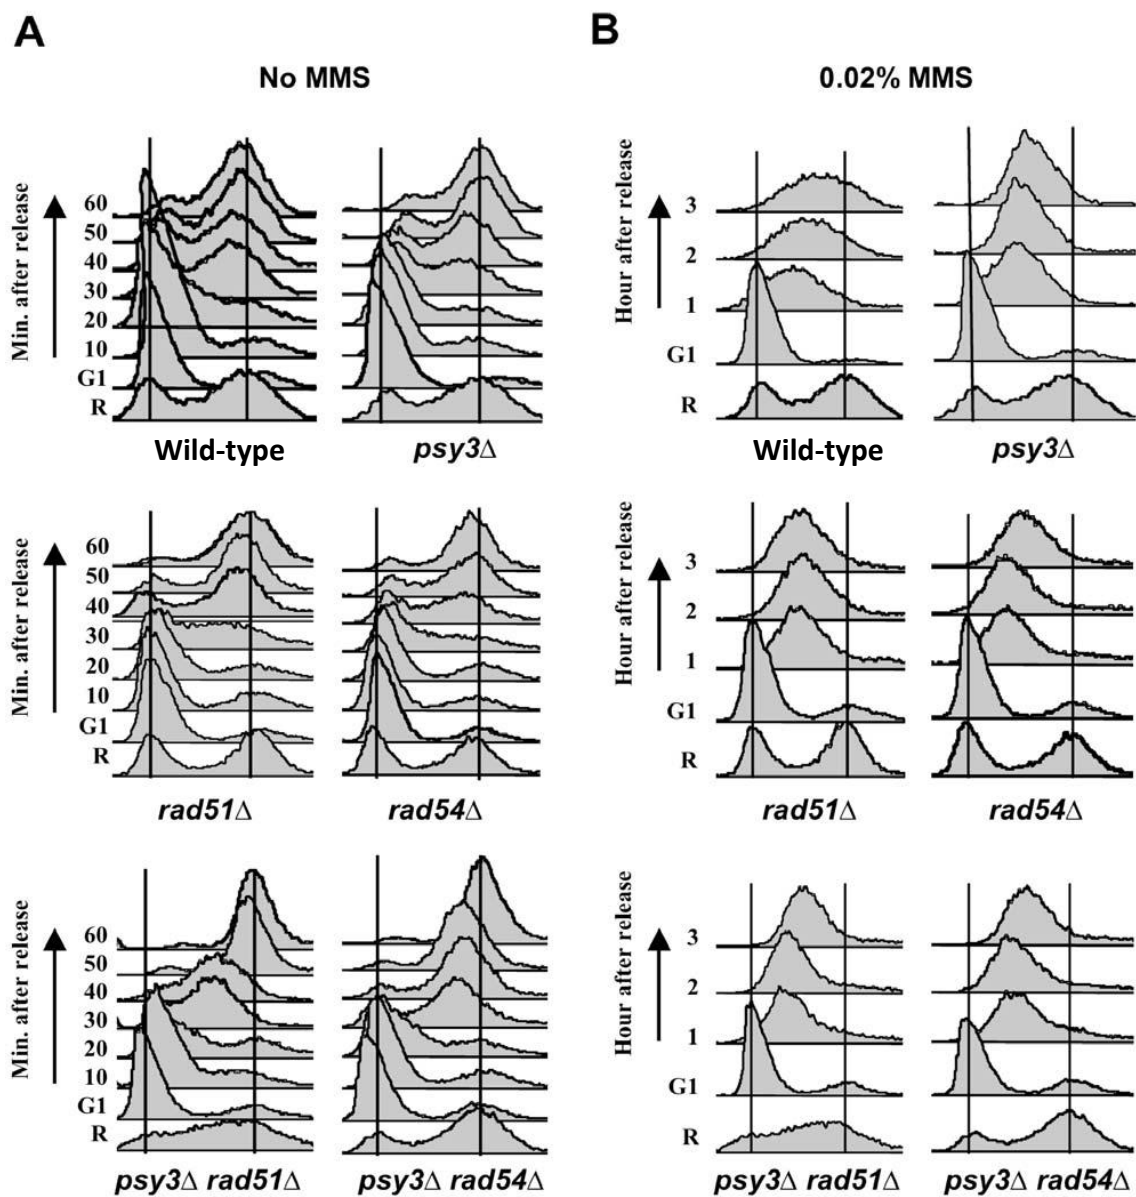 A
B
No MMS
0.02% MMS
Min. after release
60
50
40
30
20
10
G1
R
Wild-type
psy3Δ
Hour after release
3
2
1
G1
R
Wild-type
psy3Δ
Min. after release
60
50
40
30
20
10
G1
R
rad51Δ
rad54Δ
Hour after release
3
2
1
G1
R
rad51Δ
rad54Δ
Min. after release
60
50
40
30
20
10
G1
R
psy3Δ rad51Δ
psy3Δ rad54Δ
Hour after release
3
2
1
G1
R
psy3Δ rad51Δ
psy3Δ rad54Δ